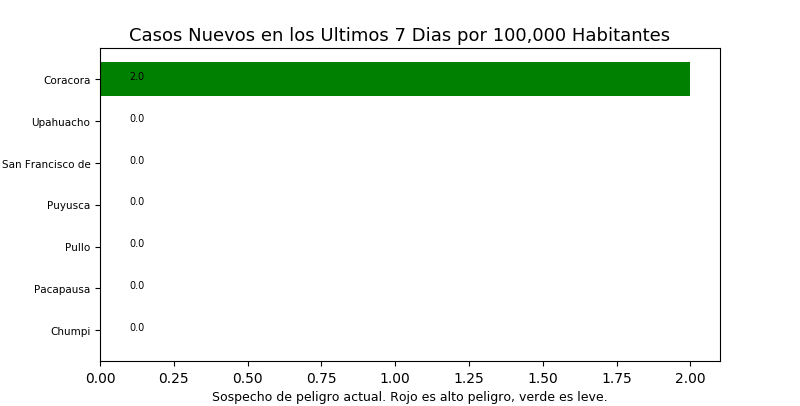 Casos Nuevos en los Ultimos 7 Dias por 100,000 Habitantes
Coracora 2.0
Upahuacho 0.0
San Francisco de 0.0
Puyusca 0.0
Pullo 0.0
Pacapausa 0.0
Chumpi 0.0
0.00 0.25 0.50 0.75 1.00 1.25 1.50 1.75 2.00
Sospecho de peligro actual. Rojo es alto peligro, verde es leve.